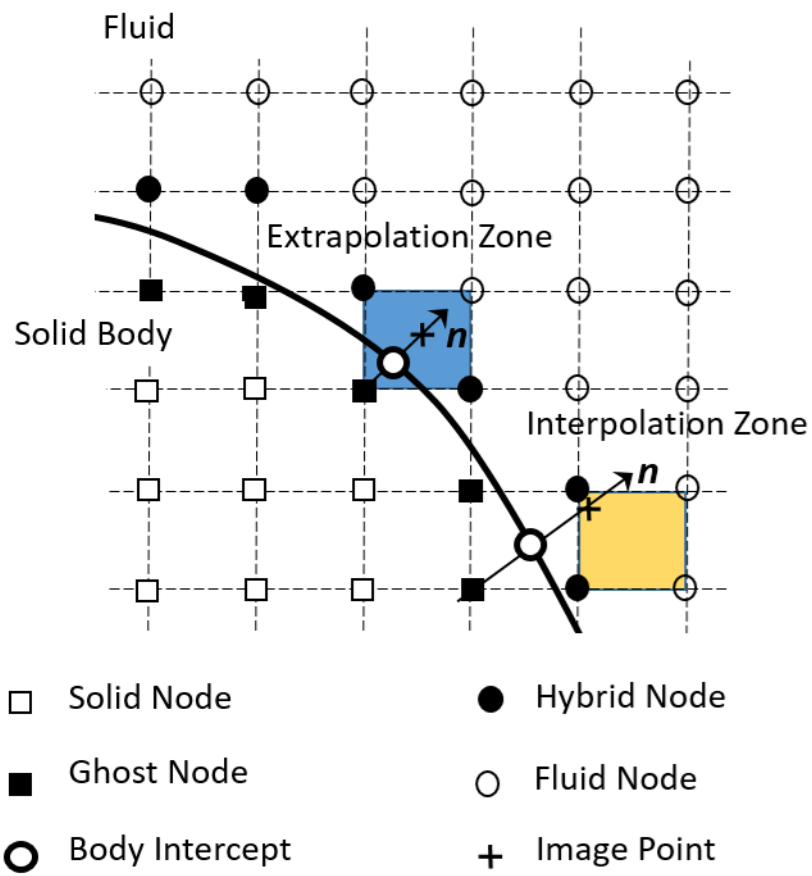 Fluid
Extrapolation Zone
n
Solid Body
Interpolation Zone
n
Solid Node
Hybrid Node
Ghost Node
Fluid Node
Body Intercept
Image Point